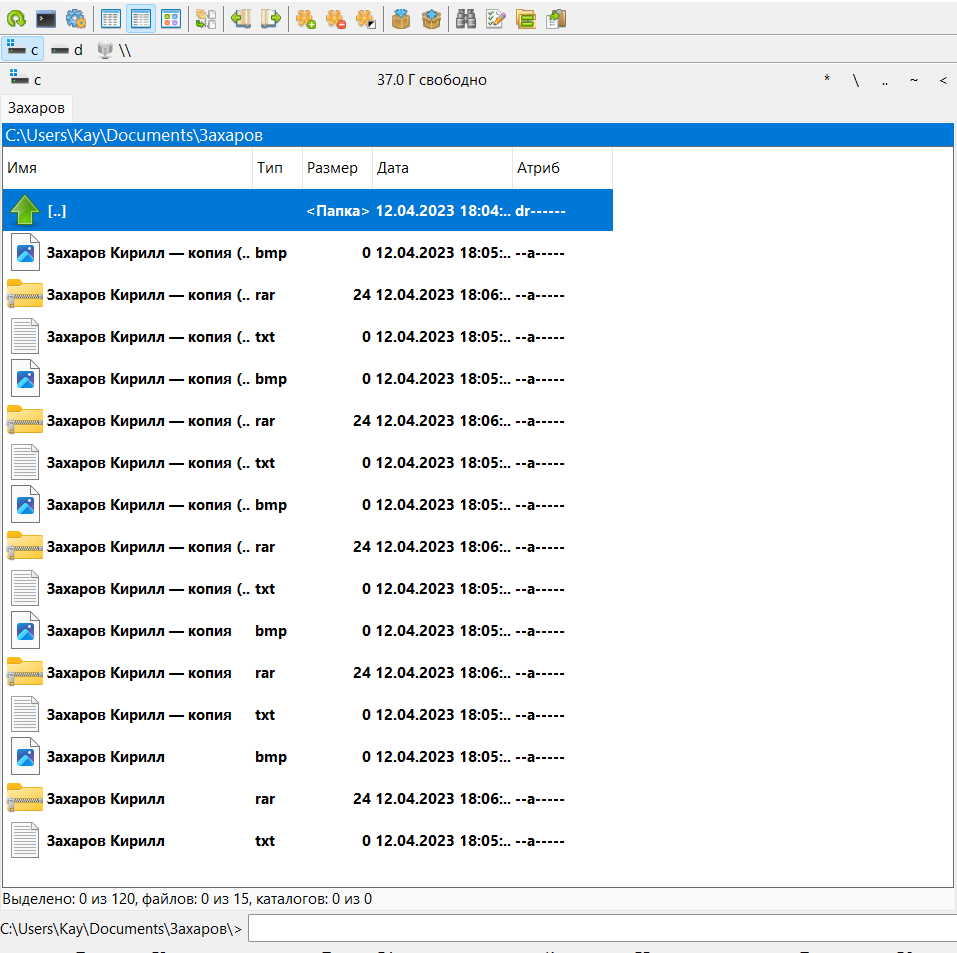 c d \\
c 37.0 Г свободно * \ .. ~ <
Захаров
C:\Users\Kay\Documents\Захаров
Имя Тип Размер Дата Атриб
[..] <Папка> 12.04.2023 18:04:.. dr------
Захаров Кирилл — копия (.. bmp 0 12.04.2023 18:05:.. --a-----
Захаров Кирилл — копия (.. rar 24 12.04.2023 18:06:.. --a-----
Захаров Кирилл — копия (.. txt 0 12.04.2023 18:05:.. --a-----
Захаров Кирилл — копия (.. bmp 0 12.04.2023 18:05:.. --a-----
Захаров Кирилл — копия (.. rar 24 12.04.2023 18:06:.. --a-----
Захаров Кирилл — копия (.. txt 0 12.04.2023 18:05:.. --a-----
Захаров Кирилл — копия (.. bmp 0 12.04.2023 18:05:.. --a-----
Захаров Кирилл — копия (.. rar 24 12.04.2023 18:06:.. --a-----
Захаров Кирилл — копия (.. txt 0 12.04.2023 18:05:.. --a-----
Захаров Кирилл — копия bmp 0 12.04.2023 18:05:.. --a-----
Захаров Кирилл — копия rar 24 12.04.2023 18:06:.. --a-----
Захаров Кирилл — копия txt 0 12.04.2023 18:05:.. --a-----
Захаров Кирилл bmp 0 12.04.2023 18:05:.. --a-----
Захаров Кирилл rar 24 12.04.2023 18:06:.. --a-----
Захаров Кирилл txt 0 12.04.2023 18:05:.. --a-----
Выделено: 0 из 120, файлов: 0 из 15, каталогов: 0 из 0
C:\Users\Kay\Documents\Захаров\>